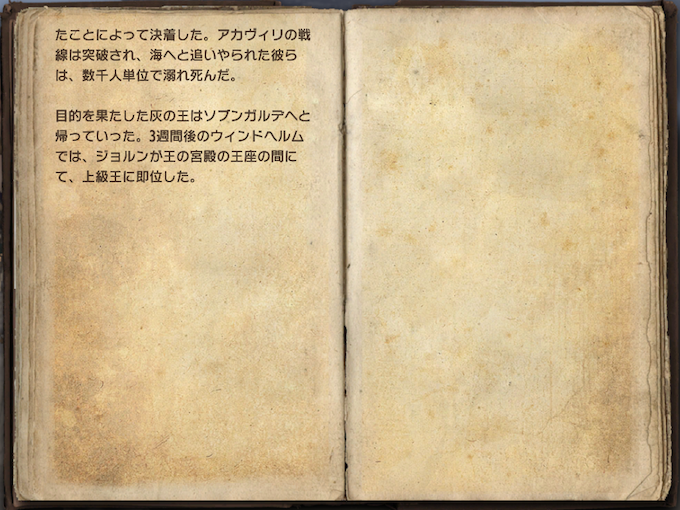 たことによって決着した。アカヴィリの戦
線は突破され、海へと追いやられた彼ら
は、数千人単位で溺れ死んだ。
目的を果たした灰の王はソブンガルデへと
帰っていった。3週間後のウィンドヘルム
では、ジョルンが王の宮殿の王座の間に
て、上級王に即位した。